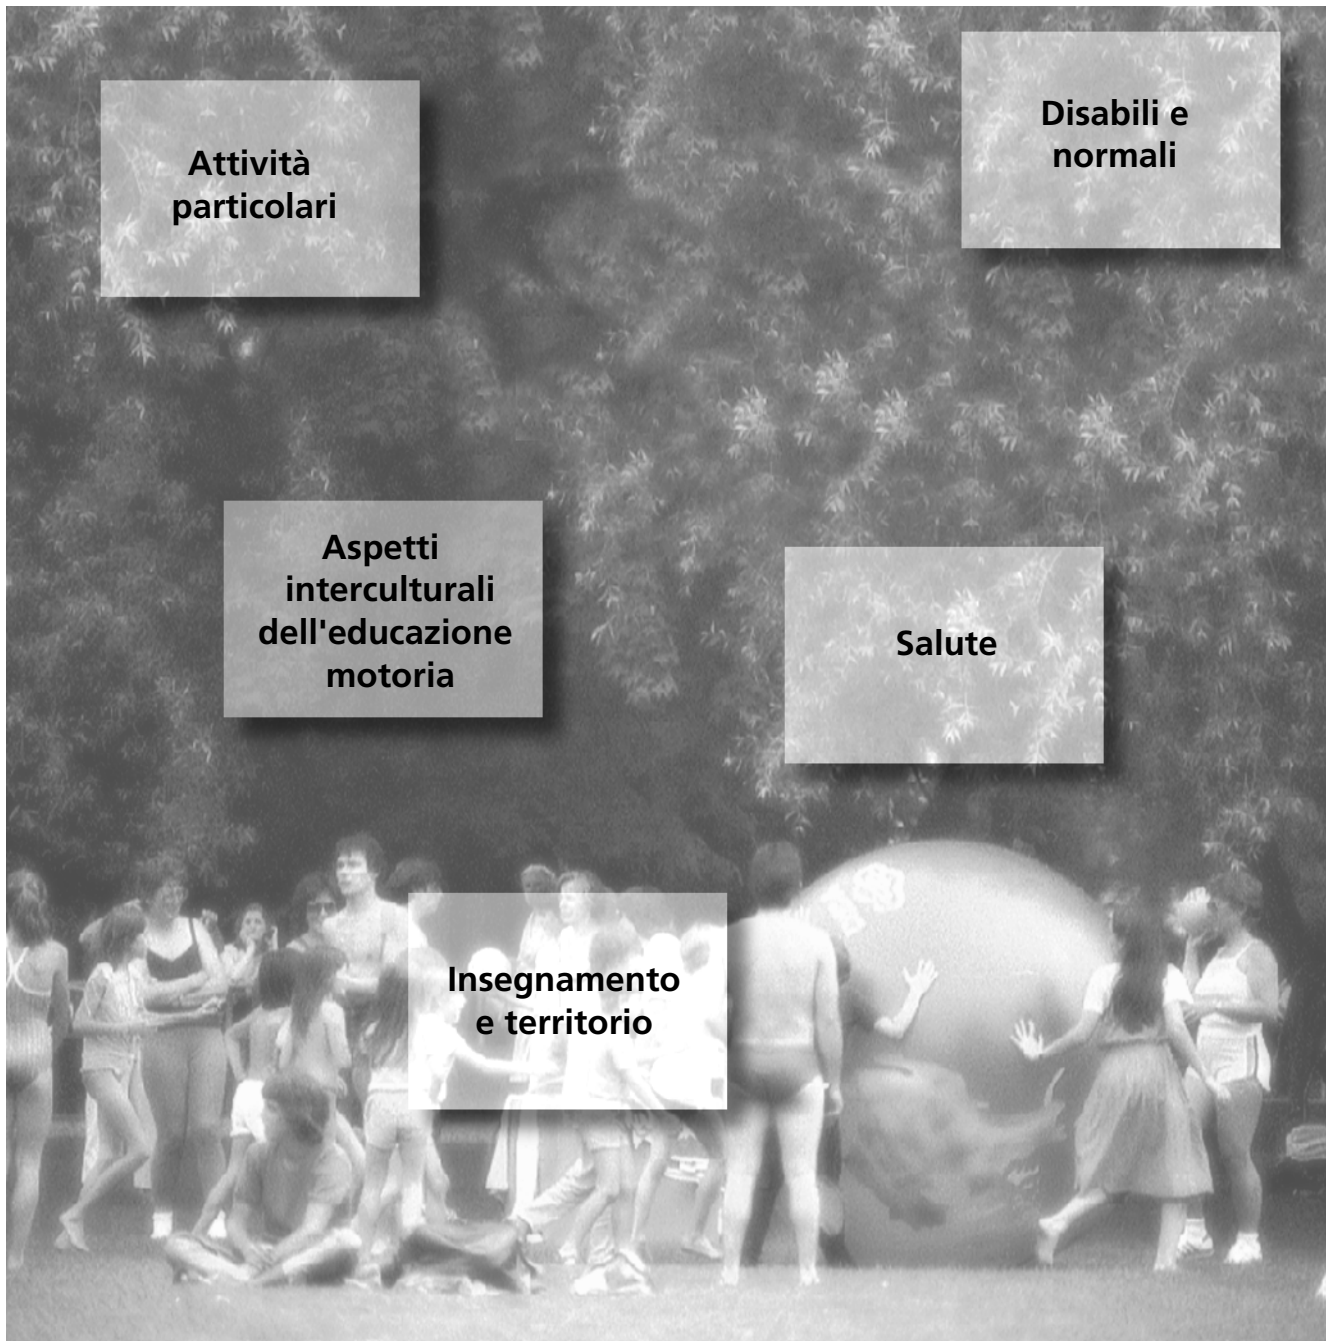 Attività
particolari
Disabili e
normali
Aspetti
interculturali
dell'educazione
motoria
Salute
Insegnamento
e territorio